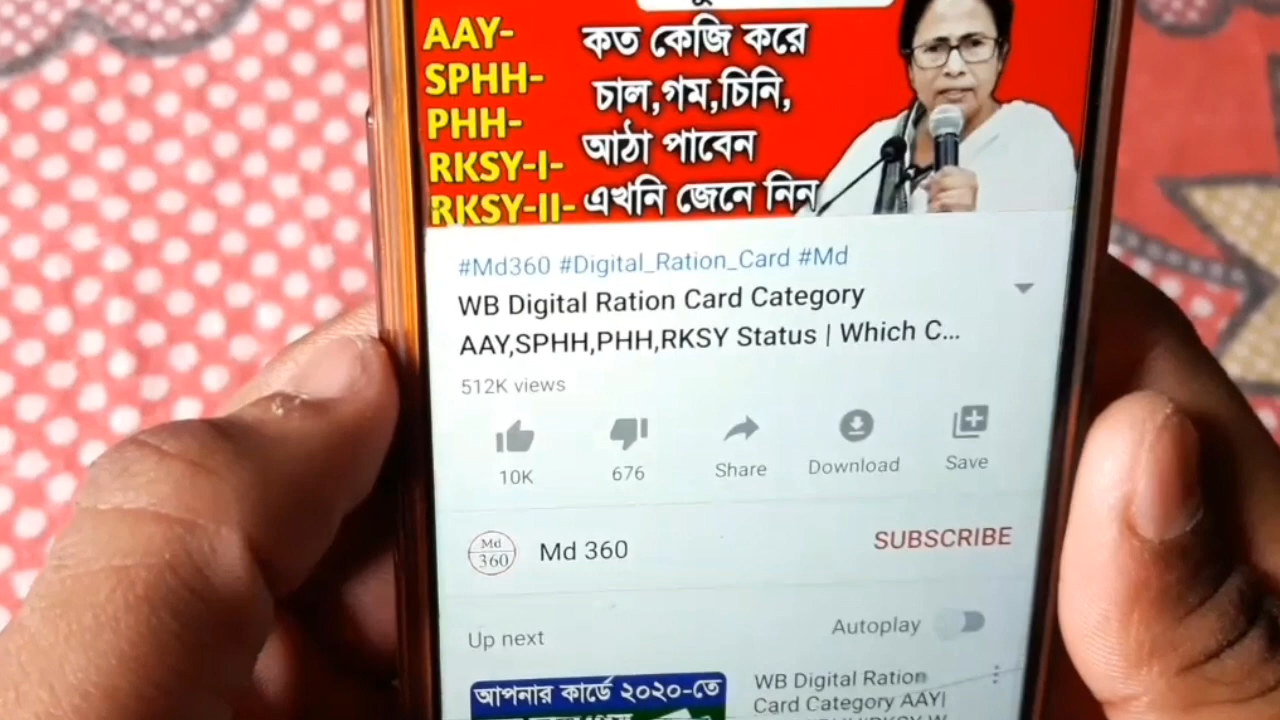 AAY-
SPHH-
PHH-
RKSY-I-
RKSY-II-
কত কেজি করে
চাল,গম,চিনি,
আঠা পাবেন
এখনি জেনে নিন
#Md360 #Digital_Ration_Card #Md
WB Digital Ration Card Category
AAY,SPHH,PHH,RKSY Status | Which C...
512K views
10K
676
Share
Download
Save
Md
360
Md 360
SUBSCRIBE
Up next
Autoplay
আপনার কার্ডে ২০২০-তে
WB Digital Ration
Card Category AAY|